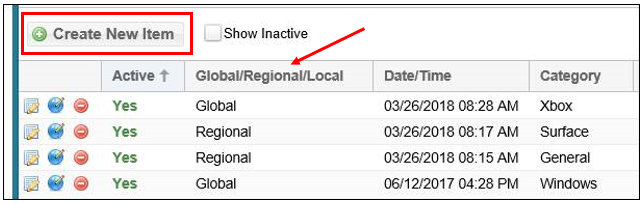 Create New Item Show Inactive
Active Global/Regional/Local Date/Time Category
Yes Global 03/26/2018 08:28 AM Xbox
Yes Regional 03/26/2018 08:17 AM Surface
Yes Regional 03/26/2018 08:15 AM General
Yes Global 06/12/2017 04:28 PM Windows